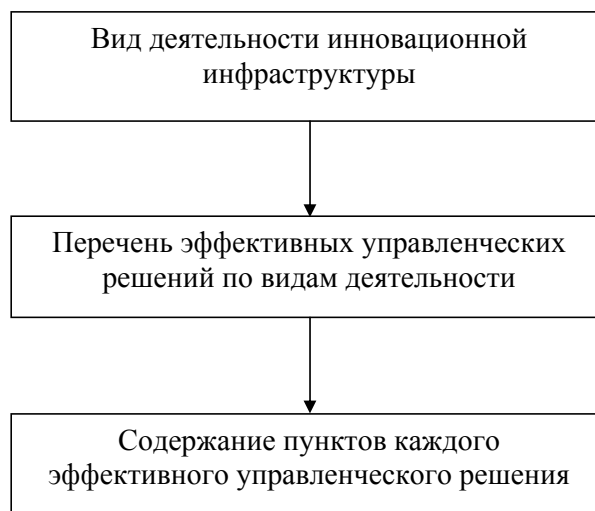 Вид деятельности инновационной
инфраструктуры
Перечень эффективных управленческих
решений по видам деятельности
Содержание пунктов каждого
эффективного управленческого решения